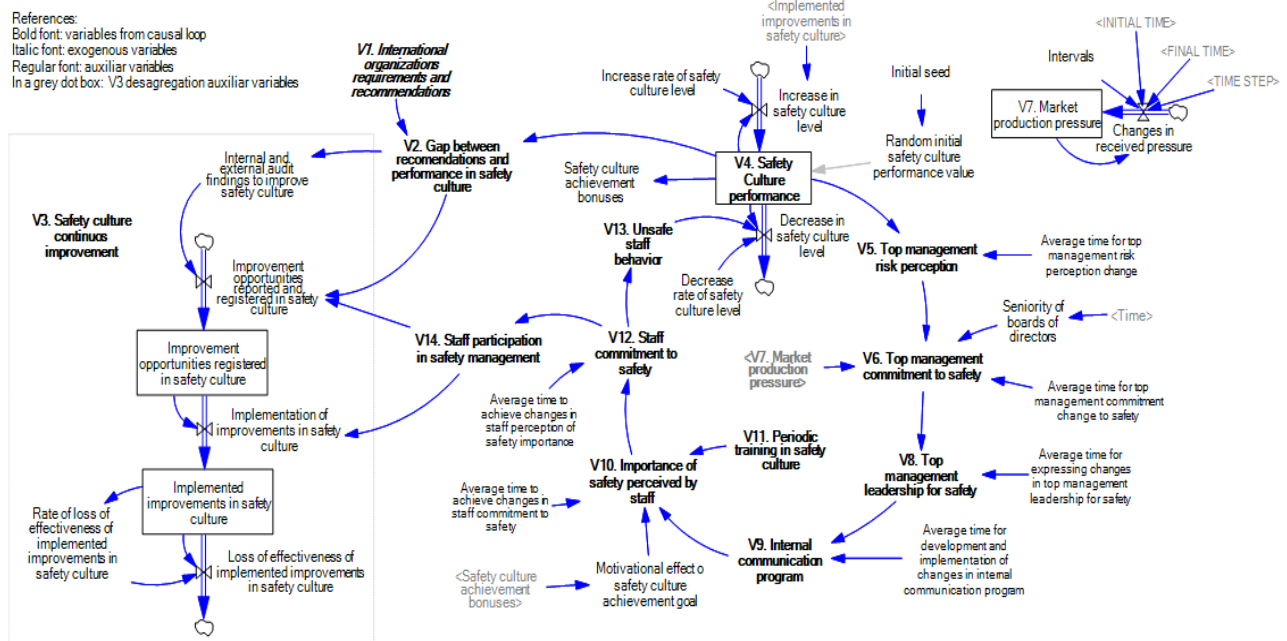 References:
Bold font: variables from causal loop
Italic font: exogenous variables
Regular font: auxiliar variables
In a grey dot box: V3 desagregation auxiliar variables
V1. International
organizations
requirements and
recommendations
<Implemented
improvements in
safety culture>
Increase rate of safety
culture level
Increase in
safety culture
level
Initial seed
Random initial
safety culture
performance value
<INITIAL TIME>
<FINAL TIME>
<TIME STEP>
Intervals
V7. Market
production pressure
Changes in
received pressure
Internal and
external audit
findings to improve
safety culture
V2. Gap between
recomendations and
performance in safety
culture
Safety culture
achievement
bonuses
V4. Safety
Culture
performance
V3. Safety culture
continuos
improvement
Improvement
opportunities
reported and
registered in safety
culture
V13. Unsafe
staff
behavior
Decrease in
safety culture
level
Decrease
rate of safety
culture level
V5. Top management
risk perception
Average time for top
management risk
perception change
Seniority of
boards of
directors
<Time>
Improvement
opportunities registered
in safety culture
V14. Staff participation
in safety management
V12. Staff
commitment to
safety
<V7. Market
production
pressure>
V6. Top management
commitment to safety
Average time for top
management commitment
change to safety
Average time to
achieve changes in
staff perception of
safety importance
Implementation of
improvements in safety
culture
V11. Periodic
training in safety
culture
V10. Importance of
safety perceived by
staff
V8. Top
management
leadership for safety
Average time for
expressing changes
in top management
leadership for safety
Implemented
improvements in safety
culture
Average time to
achieve changes in
staff commitment to
safety
Rate of loss of
effectiveness of
implemented
improvements in
safety culture
Loss of effectiveness of
implemented improvements
in safety culture
V9. Internal
communication
program
Average time for
development and
implementation of
changes in internal
communication program
<Safety culture
achievement
bonuses>
Motivational effect o
safety culture
achievement goal